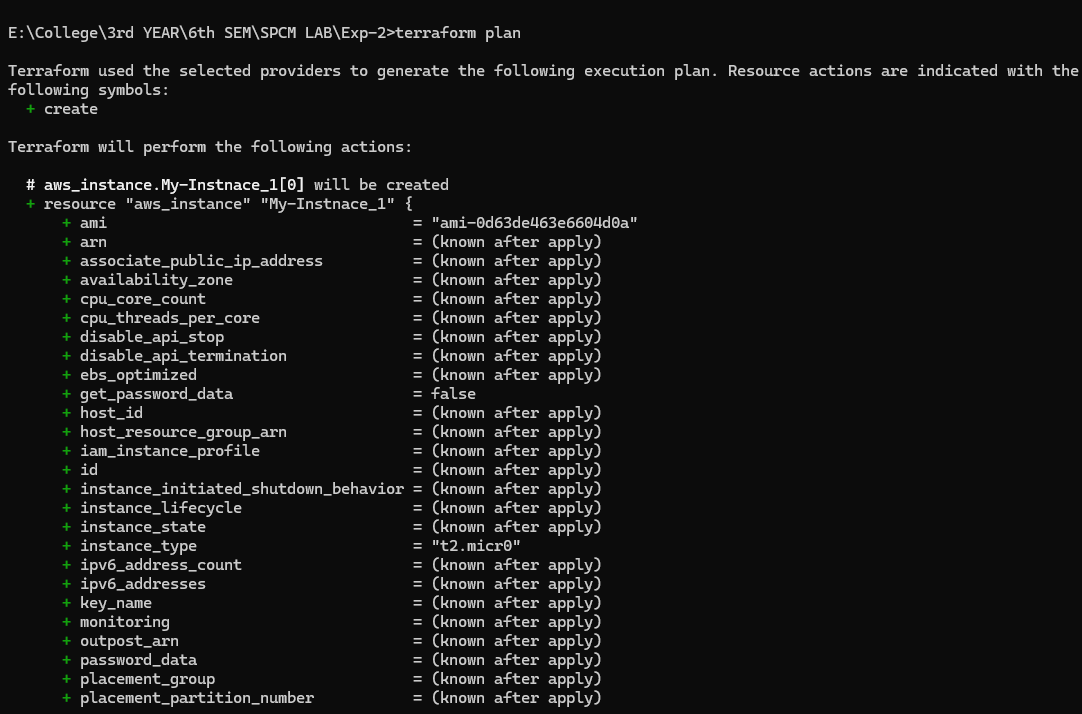 E:\College\3rd YEAR\6th SEM\SPCM LAB\Exp-2>terraform plan
Terraform used the selected providers to generate the following execution plan. Resource actions are indicated with the
following symbols:
+ create
Terraform will perform the following actions:
# aws_instance.My-Instnace_1[0] will be created
+ resource "aws_instance" "My-Instnace_1" {
+ ami = "ami-0d63de463e6604d0a"
+ arn = (known after apply)
+ associate_public_ip_address = (known after apply)
+ availability_zone = (known after apply)
+ cpu_core_count = (known after apply)
+ cpu_threads_per_core = (known after apply)
+ disable_api_stop = (known after apply)
+ disable_api_termination = (known after apply)
+ ebs_optimized = (known after apply)
+ get_password_data = false
+ host_id = (known after apply)
+ host_resource_group_arn = (known after apply)
+ iam_instance_profile = (known after apply)
+ id = (known after apply)
+ instance_initiated_shutdown_behavior = (known after apply)
+ instance_lifecycle = (known after apply)
+ instance_state = (known after apply)
+ instance_type = "t2.micr0"
+ ipv6_address_count = (known after apply)
+ ipv6_addresses = (known after apply)
+ key_name = (known after apply)
+ monitoring = (known after apply)
+ outpost_arn = (known after apply)
+ password_data = (known after apply)
+ placement_group = (known after apply)
+ placement_partition_number = (known after apply)